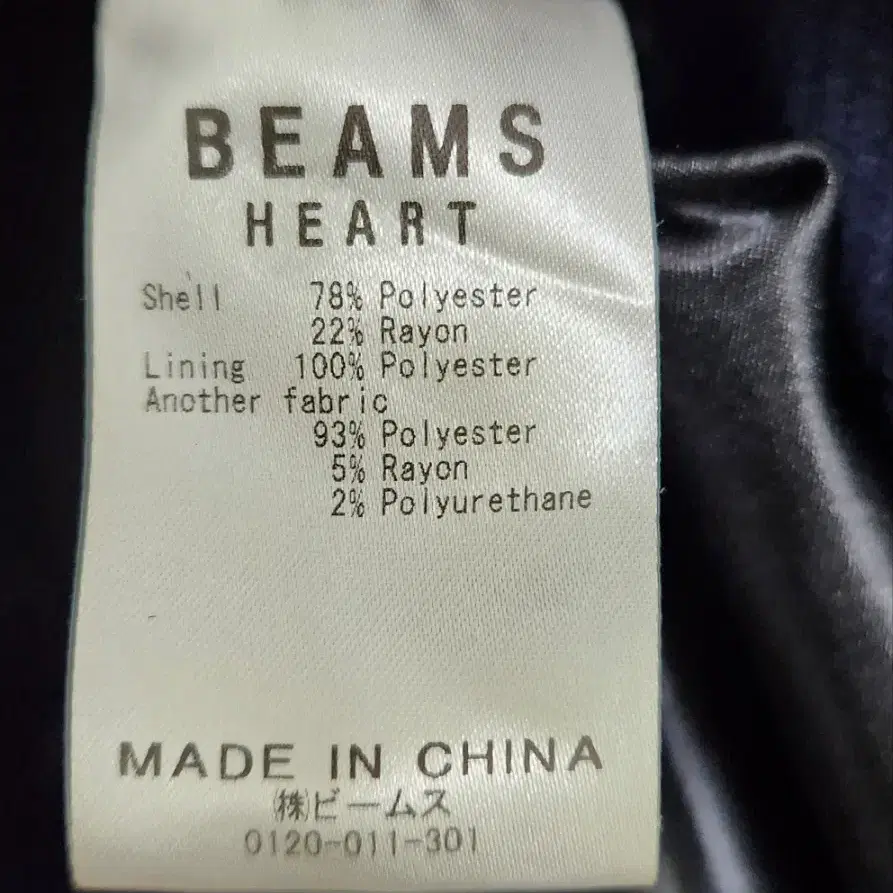 BEAMS
HEART
Shell 78% Polyester
22% Rayon
Lining 100% Polyester
Another fabric
93% Polyester
5% Rayon
2% Polyurethane
MADE IN CHINA
㈱ビームス
0120-011-301